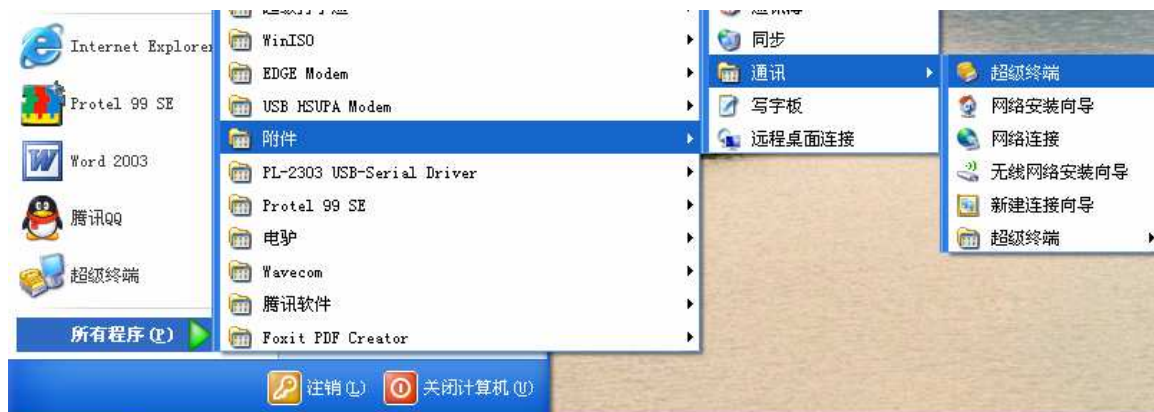 Internet Explorer
Protel 99 SE
Word 2003
腾讯QQ
超级终端
所有程序(P)
WinISO
EDGE Modem
USB HSUPA Modem
附件
PL-2303 USB-Serial Driver
Protel 99 SE
电驴
Wavecom
腾讯软件
Foxit PDF Creator
同步
通讯
写字板
远程桌面连接
超级终端
网络安装向导
网络连接
无线网络安装向导
新建连接向导
超级终端
注销(L)
关闭计算机(U)